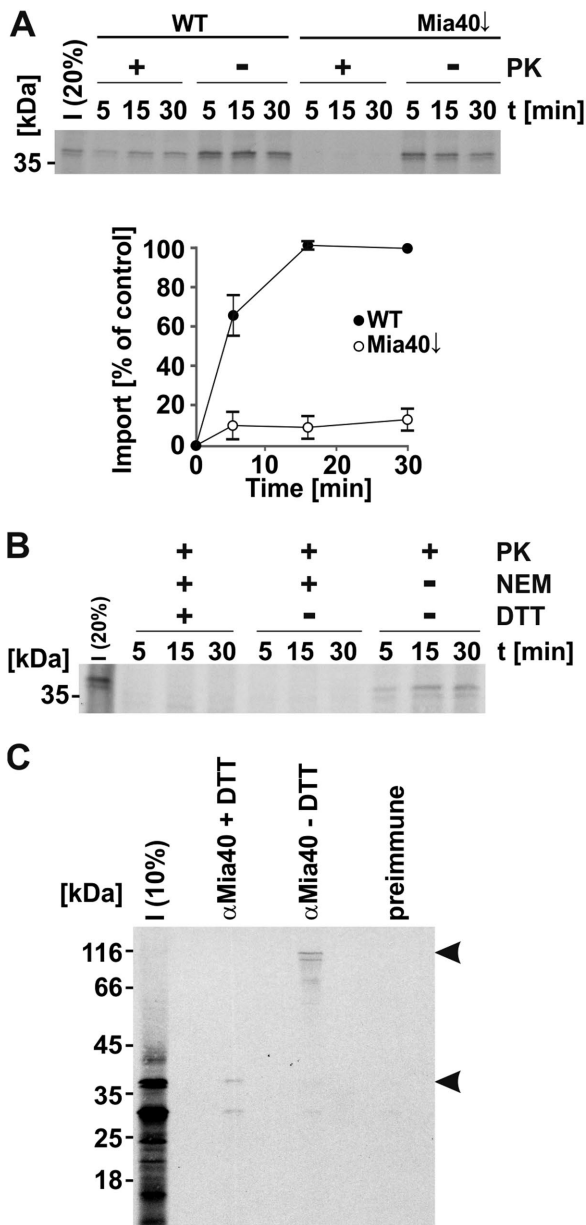 A
WT Mia40↓
[kDa] I (20%) + - + - PK
5 15 30 5 15 30 5 15 30 5 15 30 t [min]
35
Import [% of control]
100
80
60
40
20
0
WT
Mia40↓
0 10 20 30
Time [min]
B
+ + + PK
+ + - NEM
I (20%) + - - DTT
[kDa] 5 15 30 5 15 30 5 15 30 t [min]
35
C
[kDa] I (10%) αMia40 + DTT αMia40 - DTT preimmune
116
66
45
35
25
18